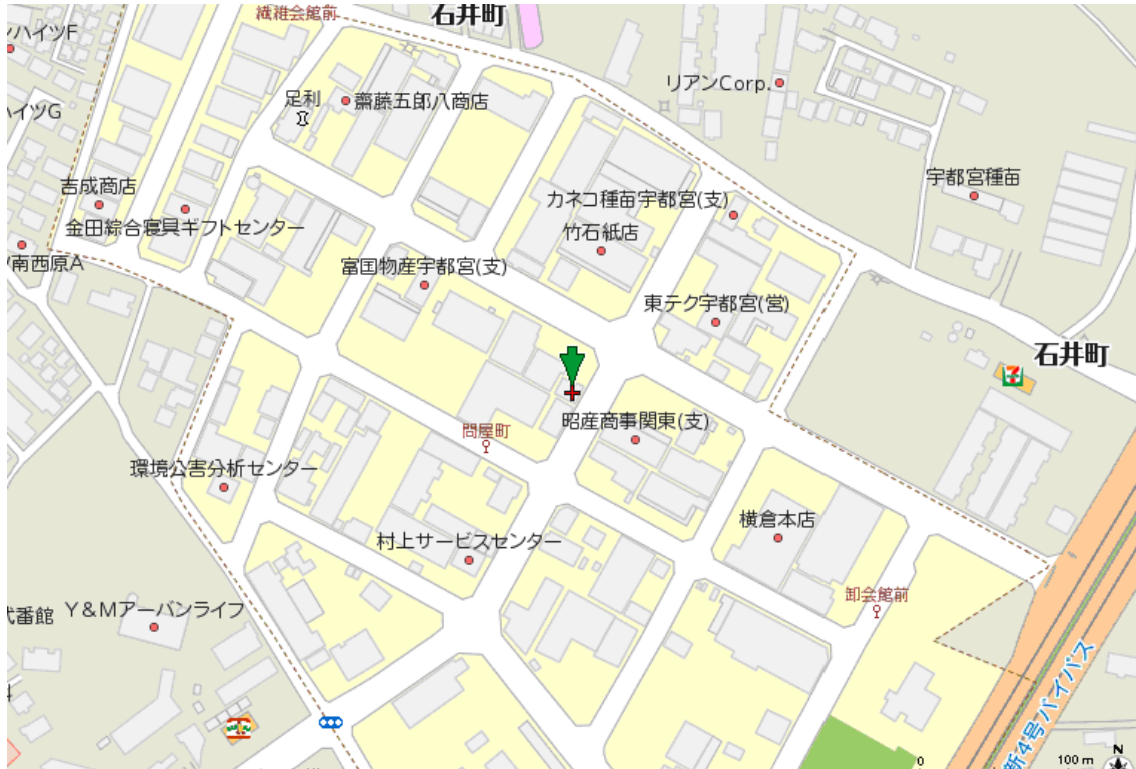 繊維会館前
石井町
ハイツF
リアンCorp.
足利
齋藤五郎八商店
ハイツG
宇都宮種苗
吉成商店
カネコ種苗宇都宮(支)
金田綜合寝具ギフトセンター
竹石紙店
南西原A
富国物産宇都宮(支)
東テク宇都宮(営)
石井町
昭産商事関東(支)
問屋町
環境公害分析センター
横倉本店
村上サービスセンター
卸会館前
弐番館
Y&Mアーバンライフ
新4号バイパス
0
100m
N